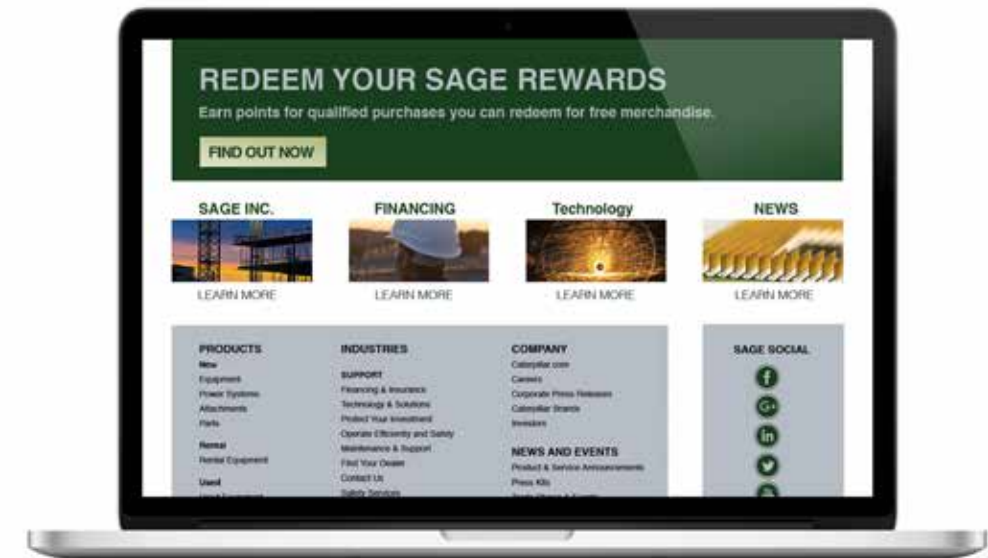 REDEEM YOUR SAGE REWARDS
Earn points for qualified purchases you can redeem for free merchandise.
FIND OUT NOW
SAGE INC.
FINANCING
Technology
NEWS
LEARN MORE
LEARN MORE
LEARN MORE
LEARN MORE
PRODUCTS
New
Equipment
Power Systems
Attachments
Parts
Rental
Rental Equipment
Used
INDUSTRIES
SUPPORT
Financing & Insurance
Technology & Solutions
Protect Your Investment
Operate Efficiently and Safely
Maintenance & Support
Find Your Dealer
Contact Us
Safety Services
COMPANY
Caterpillar.com
Careers
Corporate Press Releases
Caterpillar Brands
Investors
NEWS AND EVENTS
Product & Service Announcements
Press Kits
SAGE SOCIAL
f
G+
in